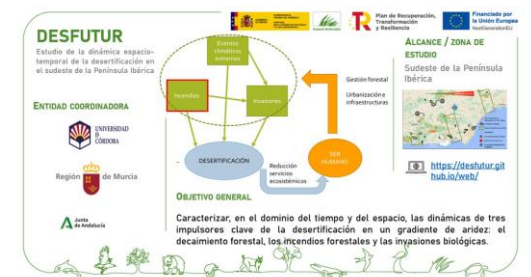 DESFUTUR
Estudio de la dinámica espacio-
temporal de la desertificación en
el sudeste de la Península Ibérica
ENTIDAD COORDINADORA
UNIVERSIDAD
D
CÓRDOBA
Región de Murcia
Junta
de Andalucía
Plan de Recuperación,
Transformación
y Resiliencia
Financiado por
la Unión Europea
NextGenerationEU
Eventos
climáticos
extremos
Incendios
Invasiones
DESERTIFICACIÓN
Reducción
servicios
ecosistémicos
SER
HUMANO
Gestión forestal
Urbanización e
infraestructuras
OBJETIVO GENERAL
Caracterizar, en el dominio del tiempo y del espacio, las dinámicas de tres
impulsores clave de la desertificación en un gradiente de aridez: el
decaimiento forestal, los incendios forestales y las invasiones biológicas.
ALCANCE / ZONA DE
ESTUDIO
Sudeste de la Península
Ibérica
https://desfutur.git
hub.io/web/